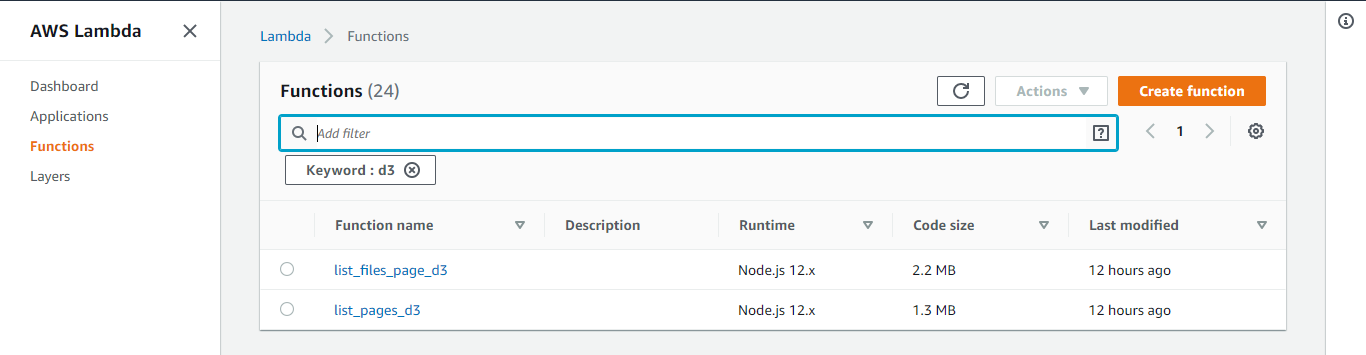 AWS Lambda
Dashboard
Applications
Functions
Layers
Lambda Functions
Functions (24)
Actions
Create function
Add filter
1
Keyword : d3
Function name Description Runtime Code size Last modified
list_files_page_d3 Node.js 12.x 2.2 MB 12 hours ago
list_pages_d3 Node.js 12.x 1.3 MB 12 hours ago